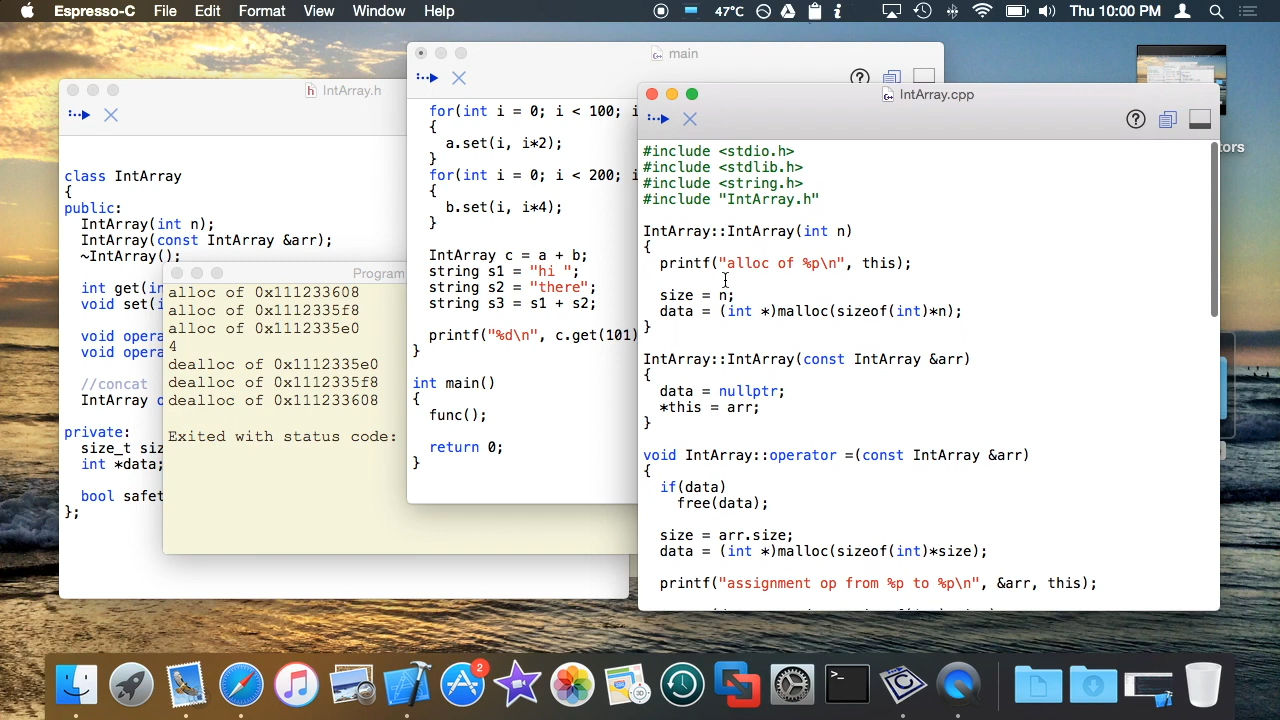 Espresso-C File Edit Format View Window Help 47°C Thu 10:00 PM
IntArray.h
class IntArray
{
public:
IntArray(int n);
IntArray(const IntArray &arr);
~IntArray();
int get(in
void set(i
void opera
void opera
//concat
IntArray o
private:
size_t siz
int *data;
bool safet
};
Program
alloc of 0x111233608
alloc of 0x1112335f8
alloc of 0x1112335e0
4
dealloc of 0x1112335e0
dealloc of 0x1112335f8
dealloc of 0x111233608
Exited with status code:
main
for(int i = 0; i < 100; i
{
a.set(i, i*2);
}
for(int i = 0; i < 200; i
{
b.set(i, i*4);
}
IntArray c = a + b;
string s1 = "hi ";
string s2 = "there";
string s3 = s1 + s2;
printf("%d\n", c.get(101)
}
int main()
{
func();
return 0;
}
IntArray.cpp
#include <stdio.h>
#include <stdlib.h>
#include <string.h>
#include "IntArray.h"
IntArray::IntArray(int n)
{
printf("alloc of %p\n", this);
size = n;
data = (int *)malloc(sizeof(int)*n);
}
IntArray::IntArray(const IntArray &arr)
{
data = nullptr;
*this = arr;
}
void IntArray::operator =(const IntArray &arr)
{
if(data)
free(data);
size = arr.size;
data = (int *)malloc(sizeof(int)*size);
printf("assignment op from %p to %p\n", &arr, this);
tors
2